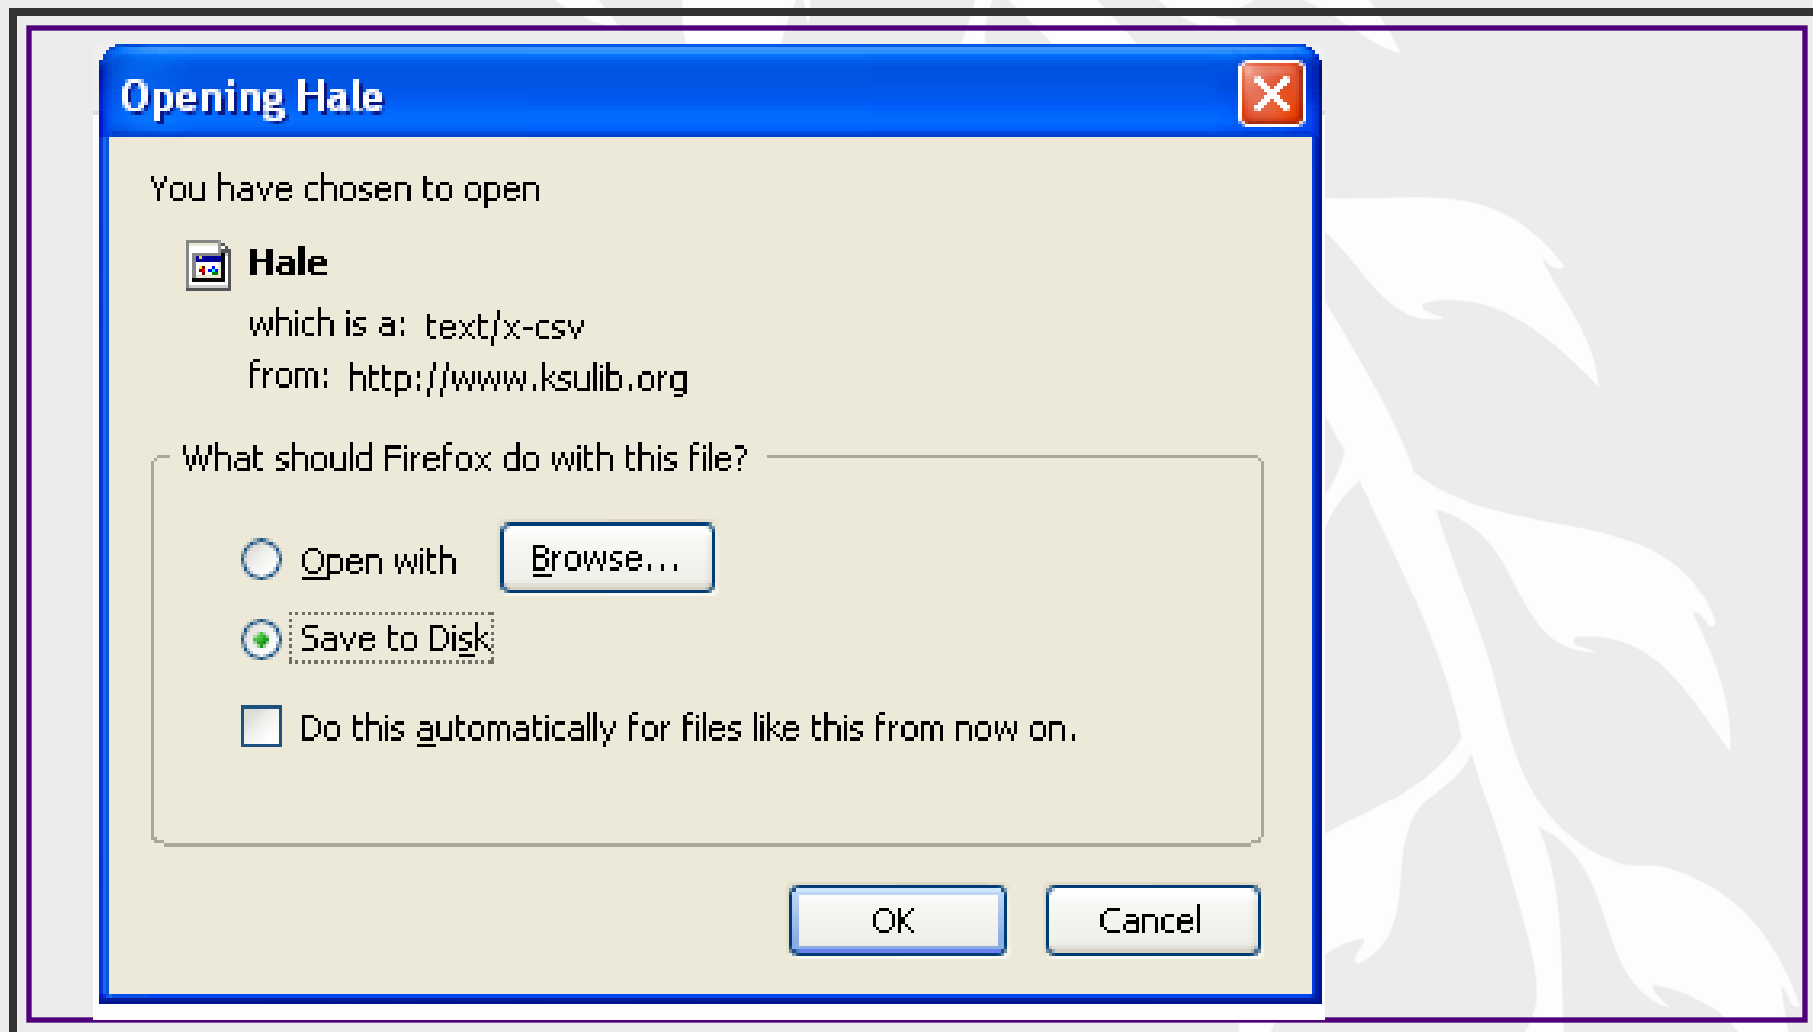 Opening Hale
You have chosen to open
Hale
which is a: text/x-csv
from: http://www.ksulib.org
What should Firefox do with this file?
Open with Browse...
Save to Disk
Do this automatically for files like this from now on.
OK Cancel